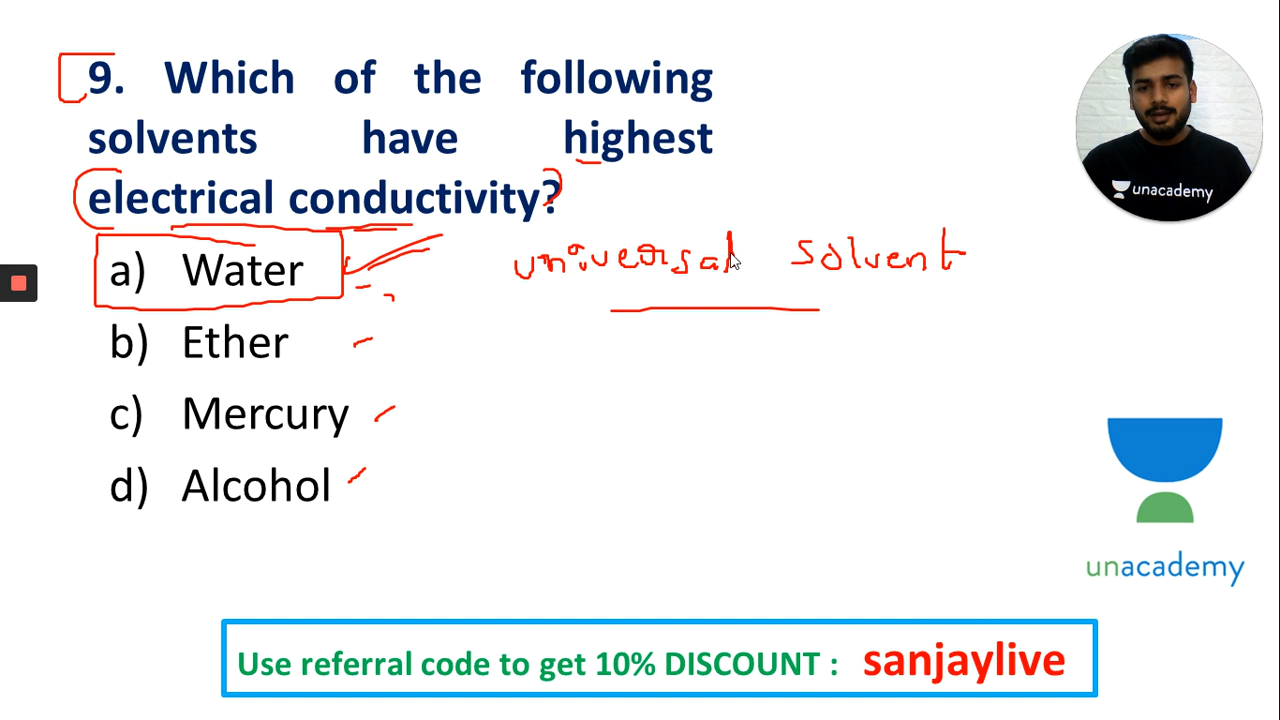 9. Which of the following
solvents have highest
electrical conductivity?
a) Water
universal solvent
b) Ether
c) Mercury
d) Alcohol
unacademy
unacademy
Use referral code to get 10% DISCOUNT : sanjaylive